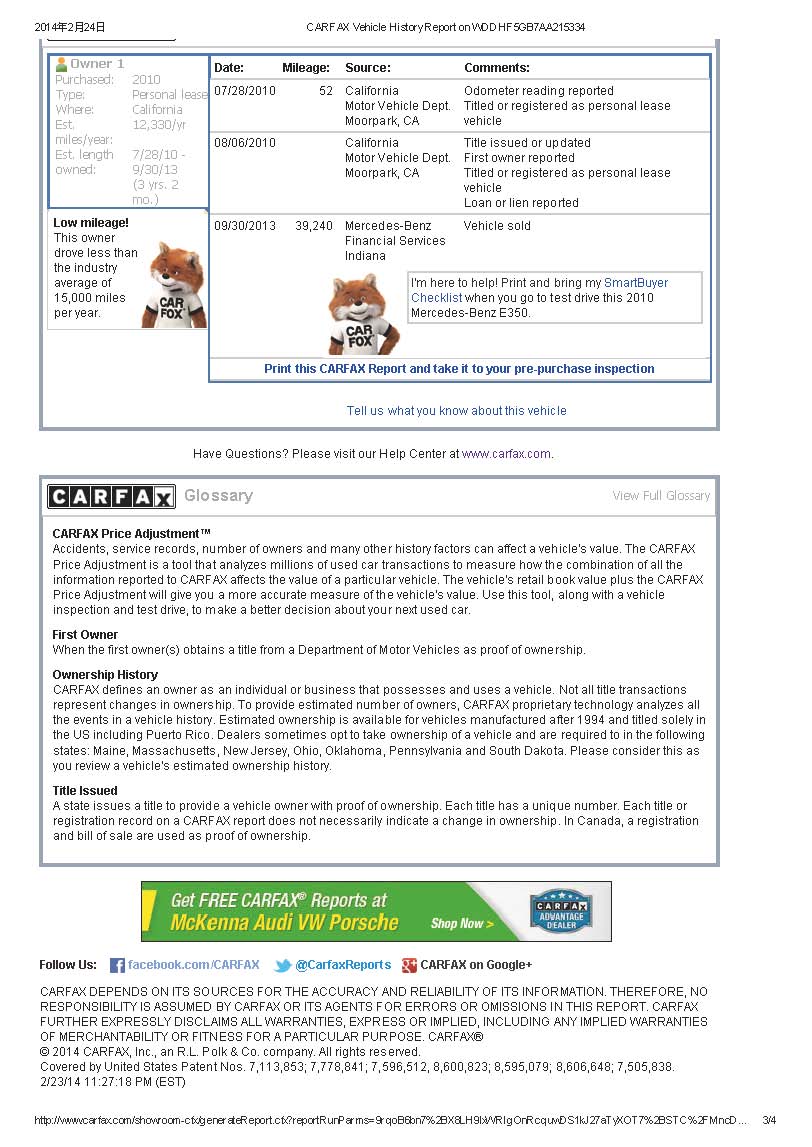 2014年2月24日 CARFAX Vehicle History Report on WDDHF5GB7AA215334
Owner 1
Purchased: 2010
Type: Personal lease
Where: California
Est. 12,330/yr
miles/year:
Est. length 7/28/10 -
owned: 9/30/13
(3 yrs. 2
mo.)
Low mileage!
This owner
drove less than
the industry
average of
15,000 miles
per year.
CAR
FOX
Date: Mileage: Source: Comments:
07/28/2010 52 California Odometer reading reported
Motor Vehicle Dept. Titled or registered as personal lease
Moorpark, CA vehicle
08/06/2010 California Title issued or updated
Motor Vehicle Dept. First owner reported
Moorpark, CA Titled or registered as personal lease
vehicle
Loan or lien reported
09/30/2013 39,240 Mercedes-Benz Vehicle sold
Financial Services
Indiana
CAR
FOX
I'm here to help! Print and bring my SmartBuyer
Checklist when you go to test drive this 2010
Mercedes-Benz E350.
Print this CARFAX Report and take it to your pre-purchase inspection
Tell us what you know about this vehicle
Have Questions? Please visit our Help Center at www.carfax.com.
CARFAX Glossary View Full Glossary
CARFAX Price Adjustment™
Accidents, service records, number of owners and many other history factors can affect a vehicle's value. The CARFAX
Price Adjustment is a tool that analyzes millions of used car transactions to measure how the combination of all the
information reported to CARFAX affects the value of a particular vehicle. The vehicle's retail book value plus the CARFAX
Price Adjustment will give you a more accurate measure of the vehicle's value. Use this tool, along with a vehicle
inspection and test drive, to make a better decision about your next used car.
First Owner
When the first owner(s) obtains a title from a Department of Motor Vehicles as proof of ownership.
Ownership History
CARFAX defines an owner as an individual or business that possesses and uses a vehicle. Not all title transactions
represent changes in ownership. To provide estimated number of owners, CARFAX proprietary technology analyzes all
the events in a vehicle history. Estimated ownership is available for vehicles manufactured after 1994 and titled solely in
the US including Puerto Rico. Dealers sometimes opt to take ownership of a vehicle and are required to in the following
states: Maine, Massachusetts, New Jersey, Ohio, Oklahoma, Pennsylvania and South Dakota. Please consider this as
you review a vehicle's estimated ownership history.
Title Issued
A state issues a title to provide a vehicle owner with proof of ownership. Each title has a unique number. Each title or
registration record on a CARFAX report does not necessarily indicate a change in ownership. In Canada, a registration
and bill of sale are used as proof of ownership.
Get FREE CARFAX® Reports at
McKenna Audi VW Porsche Shop Now >
CARFAX
ADVANTAGE
DEALER
Follow Us: facebook.com/CARFAX @CarfaxReports CARFAX on Google+
CARFAX DEPENDS ON ITS SOURCES FOR THE ACCURACY AND RELIABILITY OF ITS INFORMATION. THEREFORE, NO
RESPONSIBILITY IS ASSUMED BY CARFAX OR ITS AGENTS FOR ERRORS OR OMISSIONS IN THIS REPORT. CARFAX
FURTHER EXPRESSLY DISCLAIMS ALL WARRANTIES, EXPRESS OR IMPLIED, INCLUDING ANY IMPLIED WARRANTIES
OF MERCHANTABILITY OR FITNESS FOR A PARTICULAR PURPOSE. CARFAX®
© 2014 CARFAX, Inc., an R.L. Polk & Co. company. All rights reserved.
Covered by United States Patent Nos. 7,113,853; 7,778,841; 7,596,512, 8,600,823; 8,595,079; 8,606,648; 7,505,838.
2/23/14 11:27:18 PM (EST)
3/4